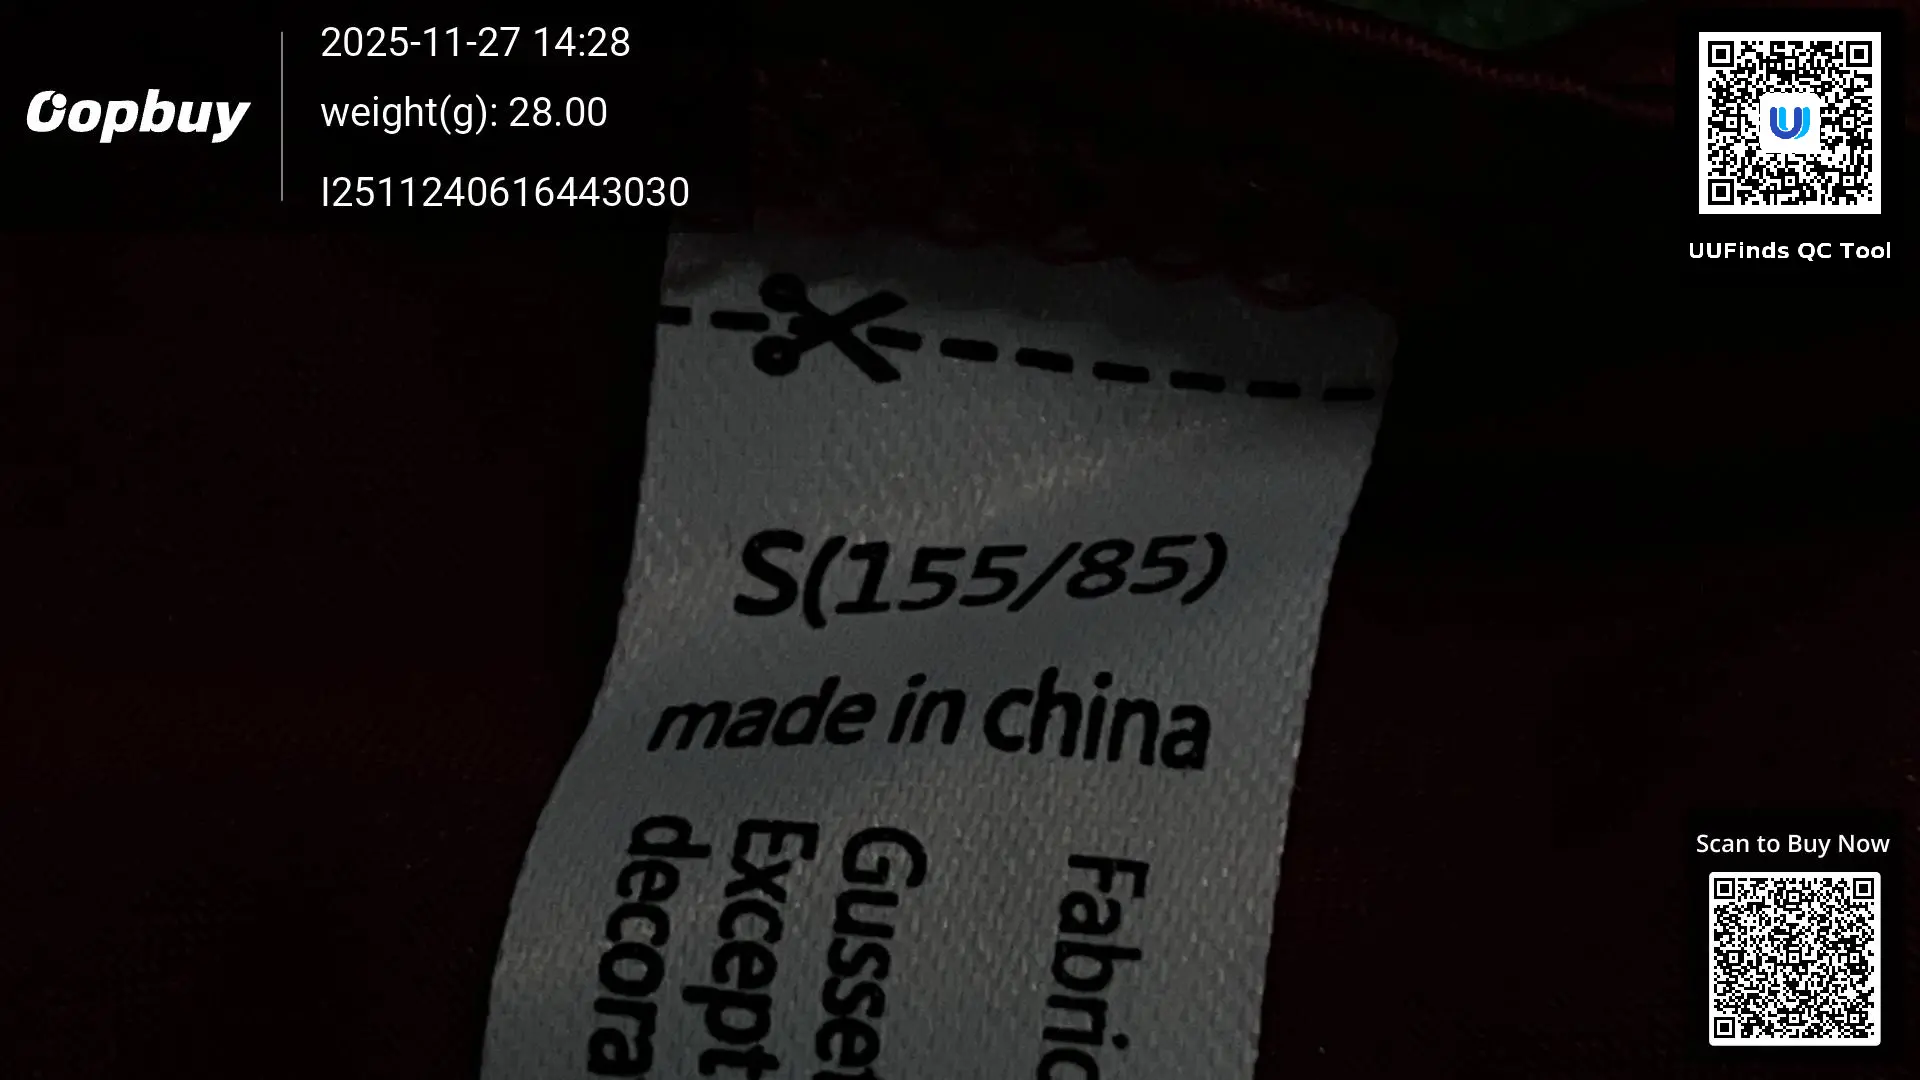 Oopbuy
2025-11-27 14:28
weight(g): 28.00
I2511240616443030
UUFinds QC Tool
S(155/85)
made in china
Fabric
Gusset
Except
decora
Scan to Buy Now